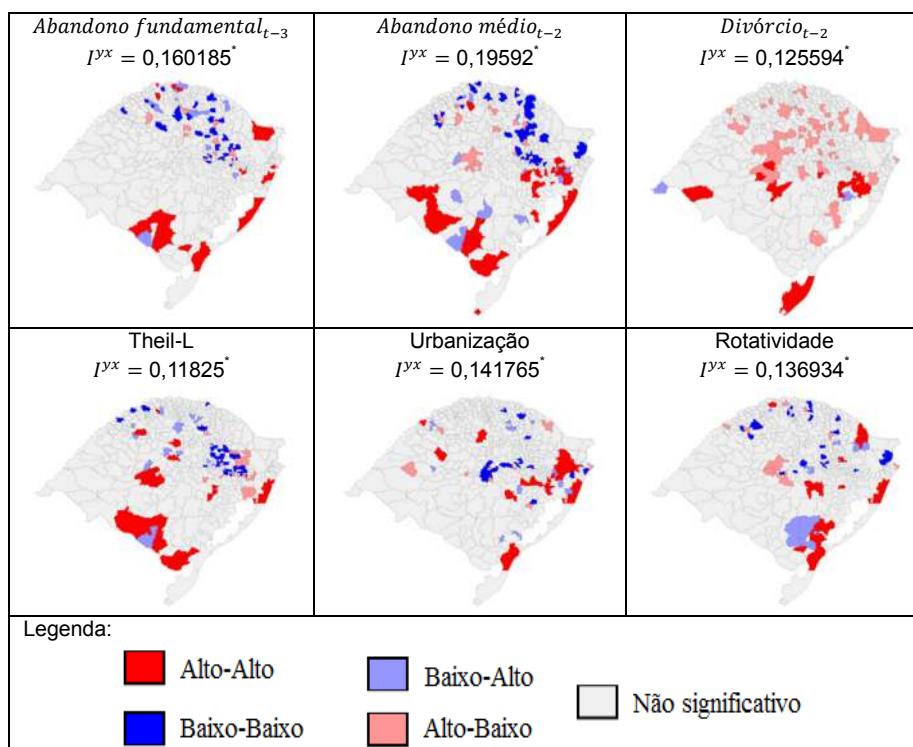 Abandono fundamental_{t−3}
I^{yx} = 0,160185*
Abandono médio_{t−2}
I^{yx} = 0,19592*
Divórcio_{t−2}
I^{yx} = 0,125594*
Theil-L
I^{yx} = 0,11825*
Urbanização
I^{yx} = 0,141765*
Rotatividade
I^{yx} = 0,136934*
Legenda:
Alto-Alto
Baixo-Baixo
Baixo-Alto
Alto-Baixo
Não significativo